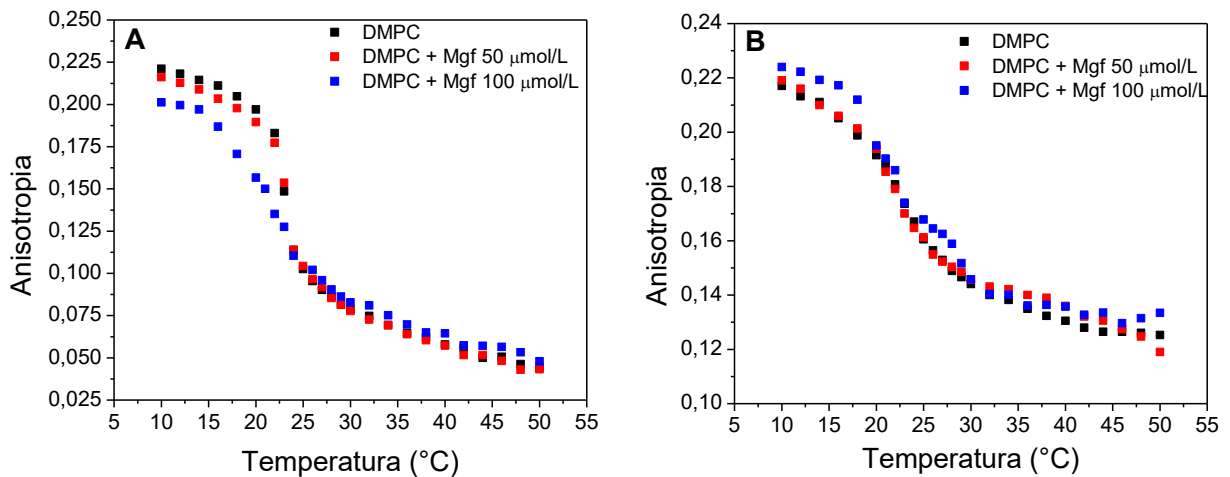 A
DMPC
DMPC + Mgf 50 μmol/L
DMPC + Mgf 100 μmol/L
0,250
0,225
0,200
0,175
0,150
0,125
0,100
0,075
0,050
0,025
Anisotropia
5 10 15 20 25 30 35 40 45 50 55
Temperatura (°C)
B
DMPC
DMPC + Mgf 50 μmol/L
DMPC + Mgf 100 μmol/L
0,24
0,22
0,20
0,18
0,16
0,14
0,12
0,10
Anisotropia
5 10 15 20 25 30 35 40 45 50 55
Temperatura (°C)